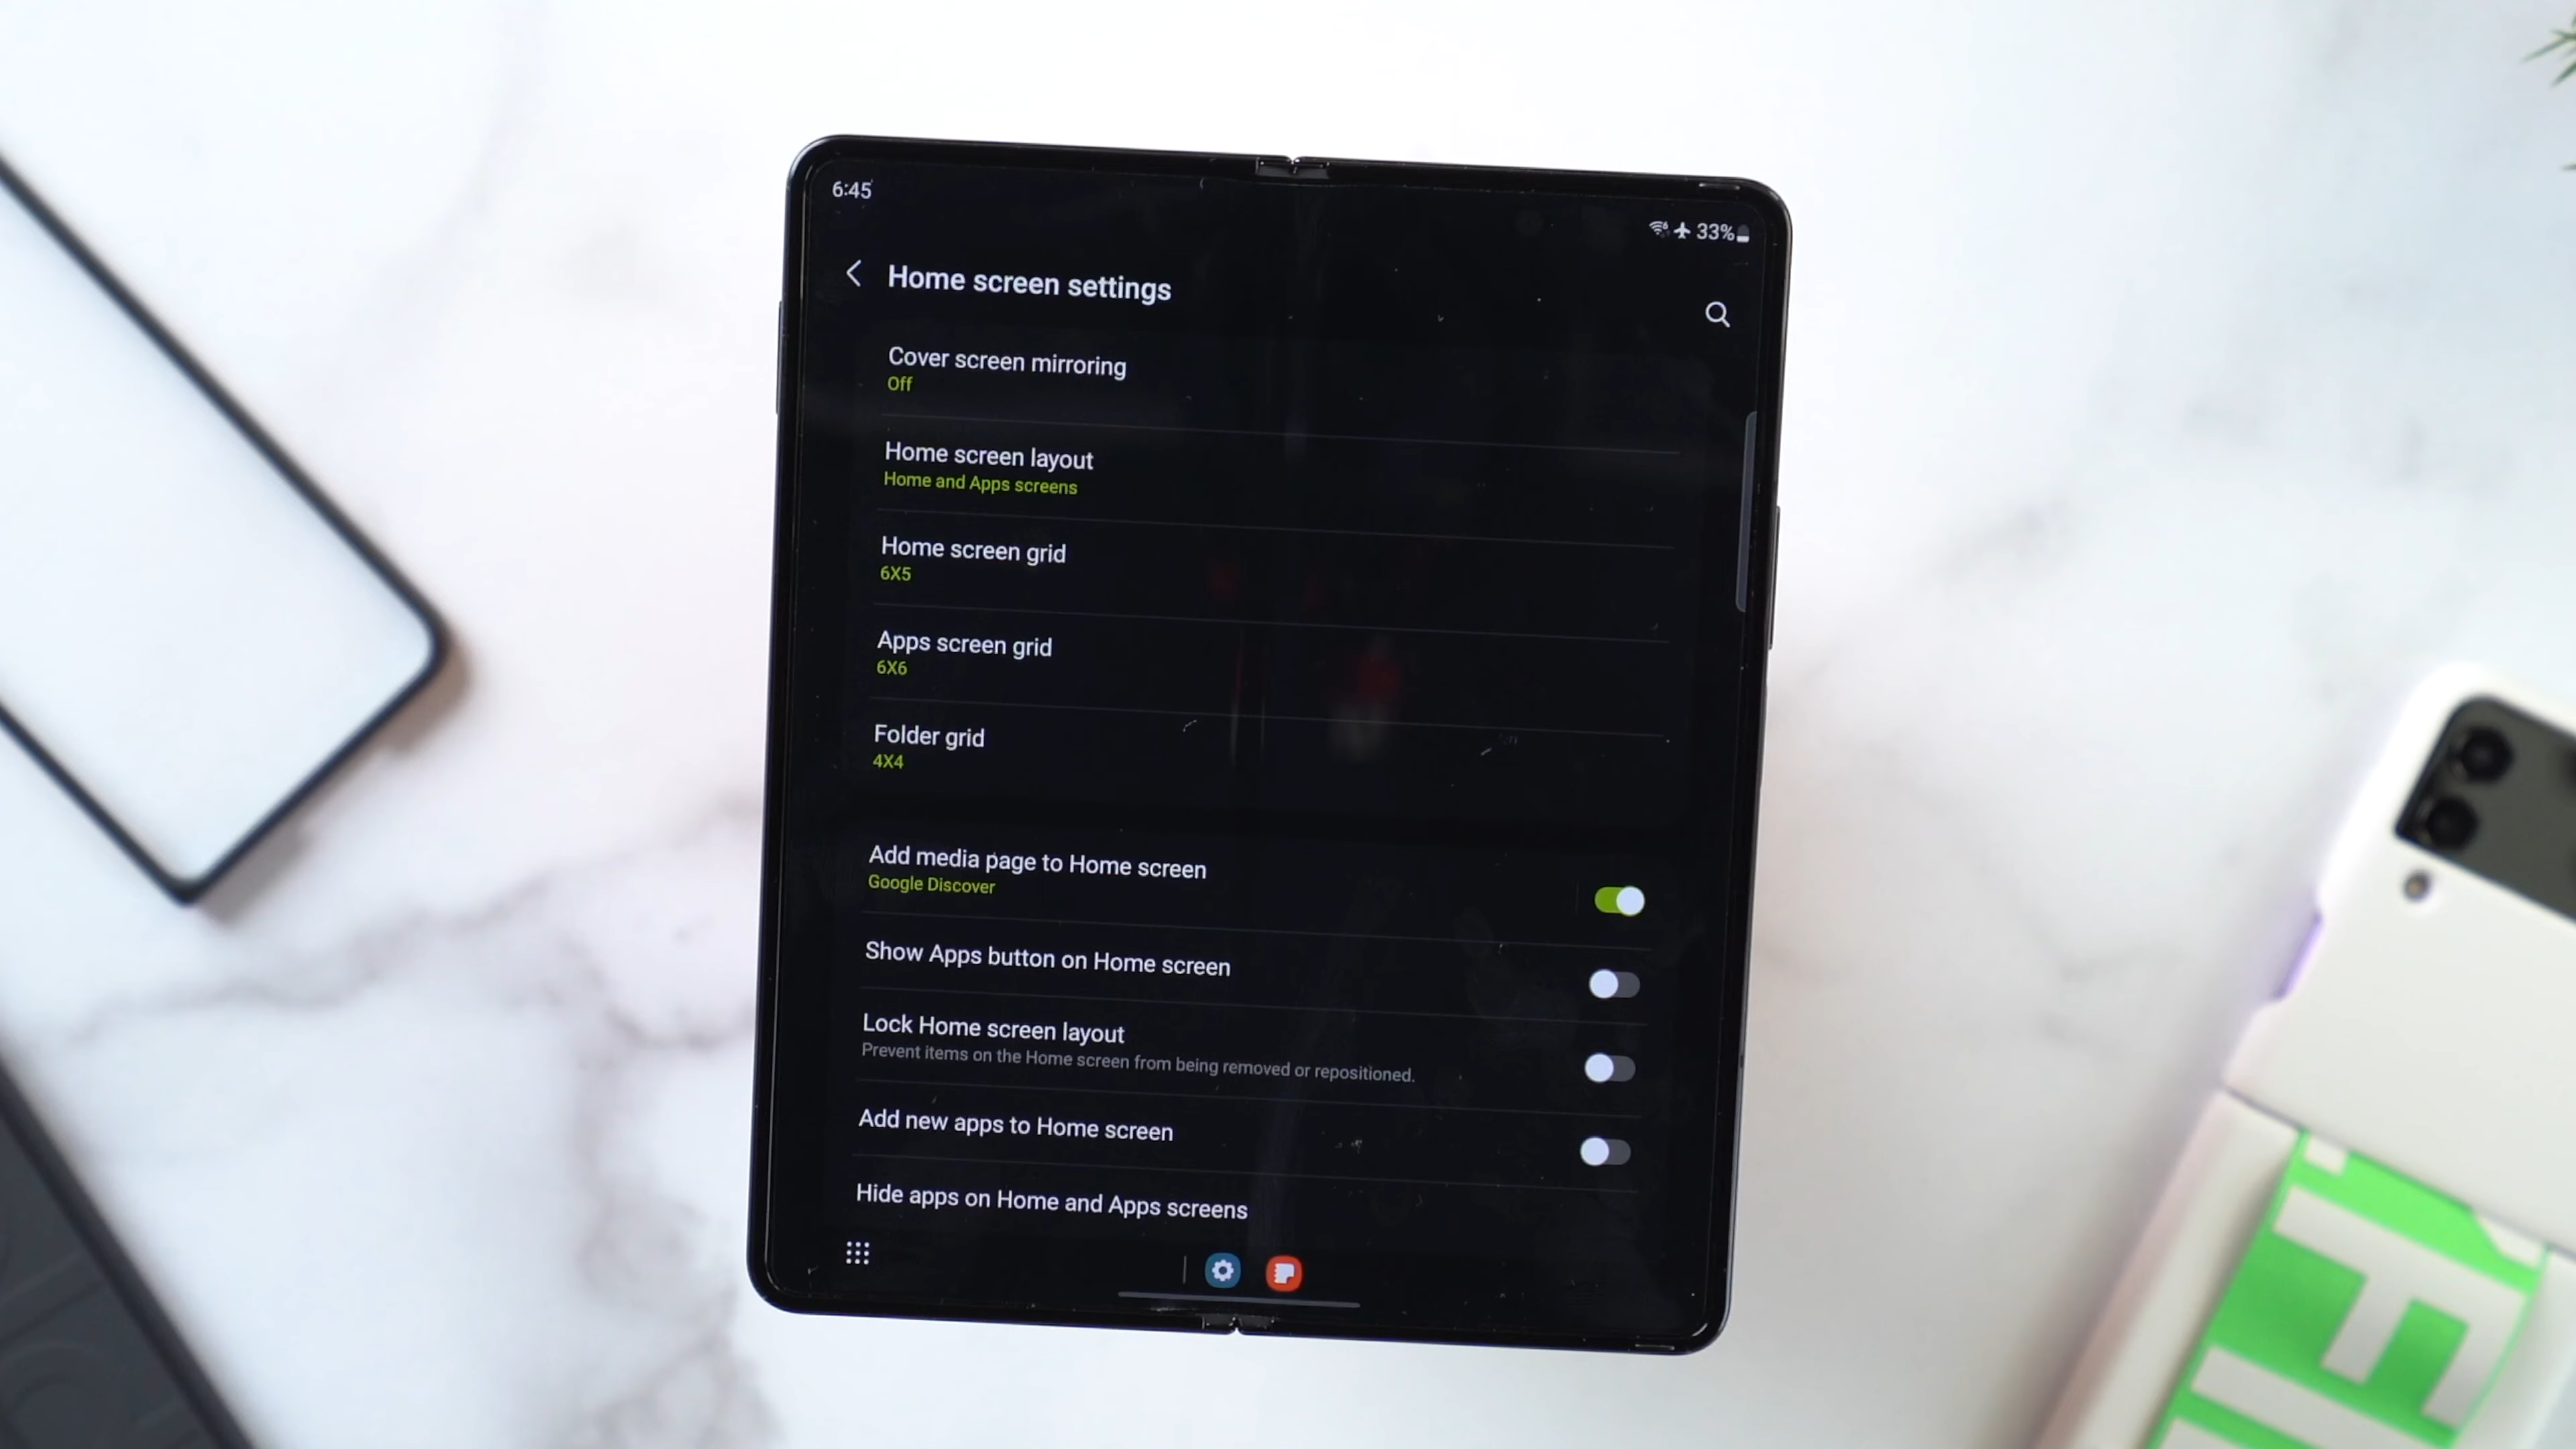 6:45
33%
Home screen settings
Cover screen mirroring
Off
Home screen layout
Home and Apps screens
Home screen grid
6X5
Apps screen grid
6X6
Folder grid
4X4
Add media page to Home screen
Google Discover
Show Apps button on Home screen
Lock Home screen layout
Prevent items on the Home screen from being removed or repositioned.
Add new apps to Home screen
Hide apps on Home and Apps screens